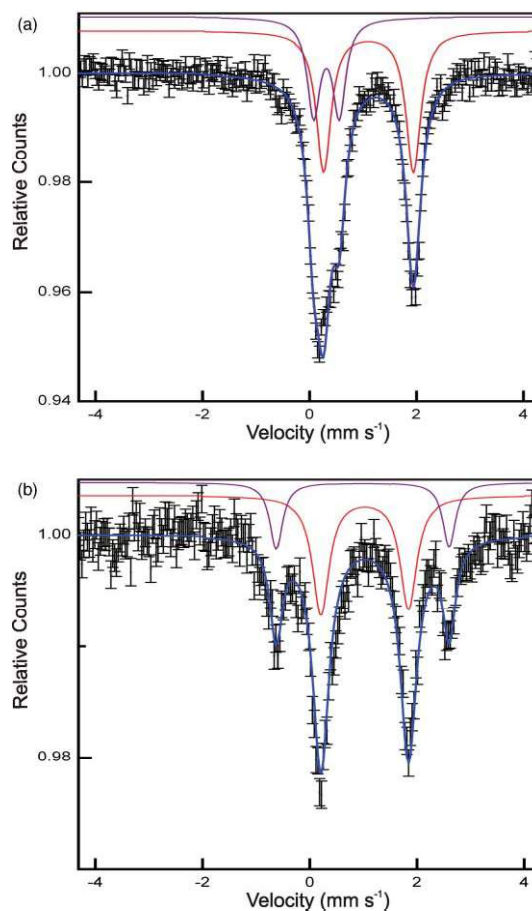 (a)
1.00
0.98
0.96
0.94
Relative Counts
-4 -2 0 2 4
Velocity (mm s⁻¹)
(b)
1.00
0.98
Relative Counts
-4 -2 0 2 4
Velocity (mm s⁻¹)